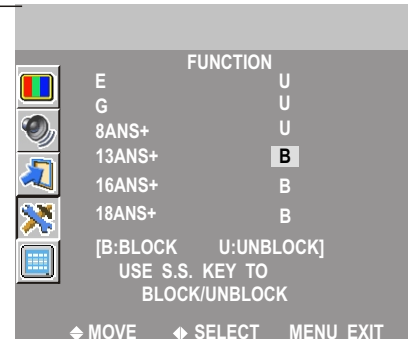 FUNCTION
E U
G U
8ANS+ U
13ANS+ B
16ANS+ B
18ANS+ B
[B:BLOCK U:UNBLOCK]
USE S.S. KEY TO
BLOCK/UNBLOCK
MOVE SELECT MENU EXIT